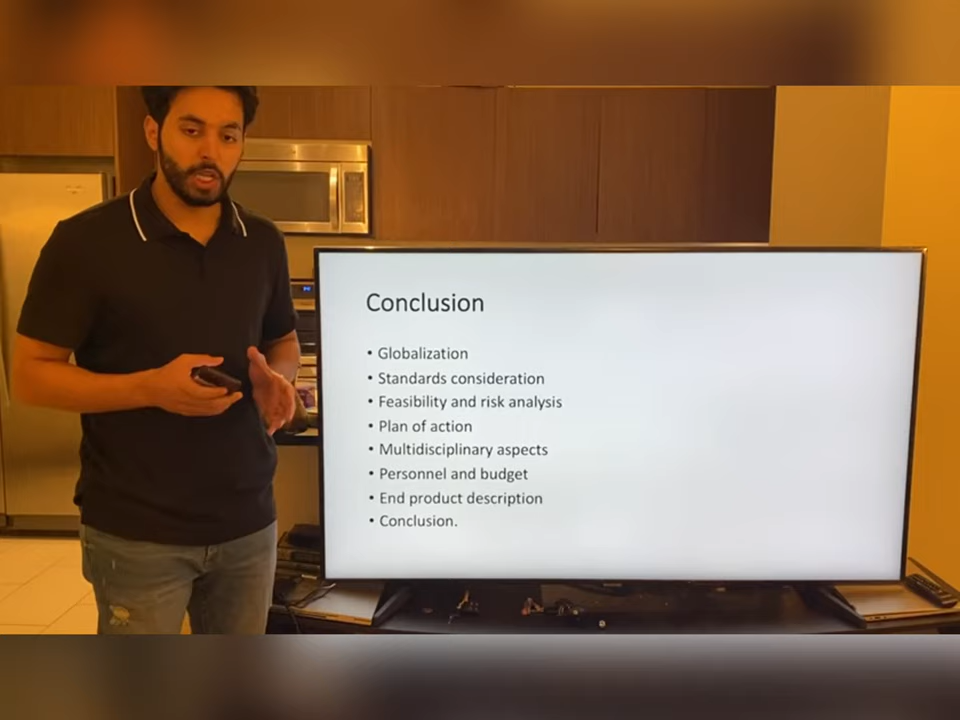 Conclusion
• Globalization
• Standards consideration
• Feasibility and risk analysis
• Plan of action
• Multidisciplinary aspects
• Personnel and budget
• End product description
• Conclusion.